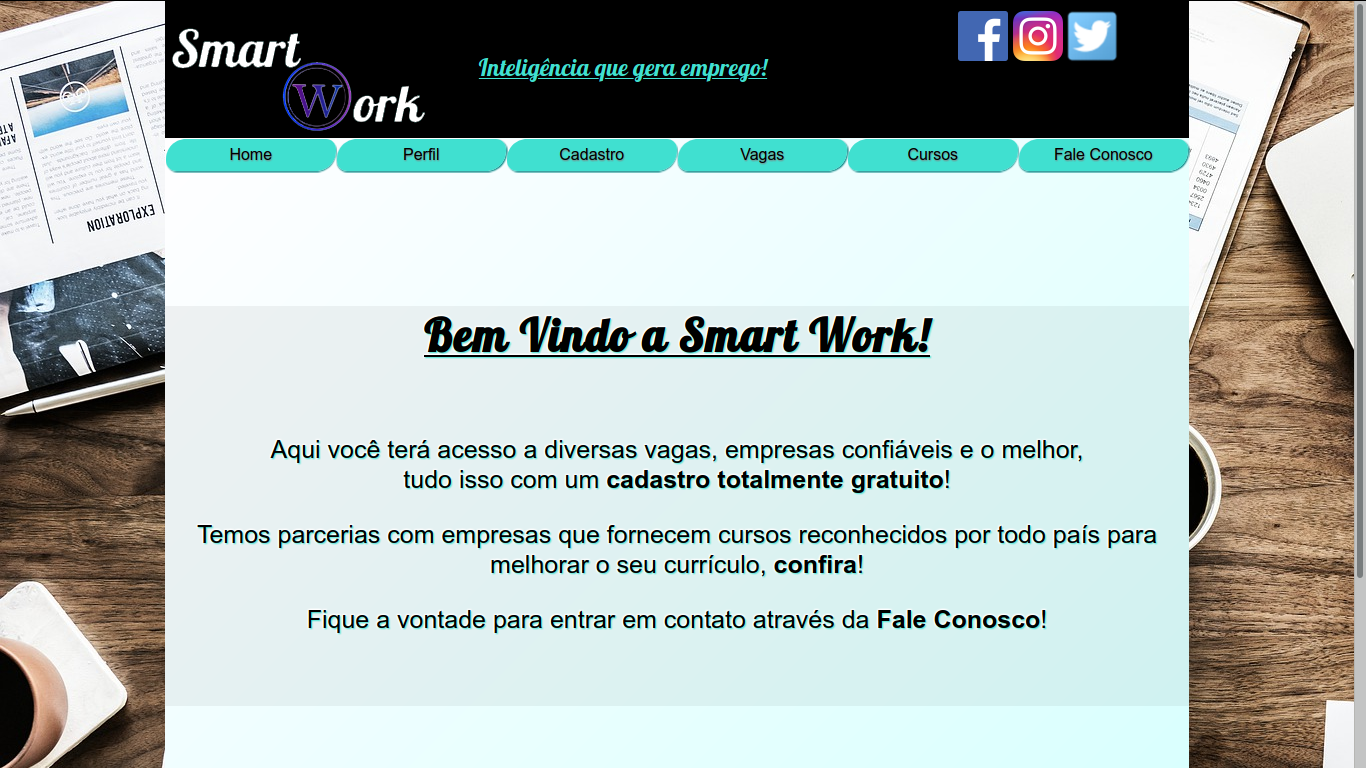 Smart
Work
Inteligência que gera emprego!
Home Perfil Cadastro Vagas Cursos Fale Conosco
Bem Vindo a Smart Work!
Aqui você terá acesso a diversas vagas, empresas confiáveis e o melhor,
tudo isso com um cadastro totalmente gratuito!
Temos parcerias com empresas que fornecem cursos reconhecidos por todo país para
melhorar o seu currículo, confira!
Fique a vontade para entrar em contato através da Fale Conosco!
EXPLORATION